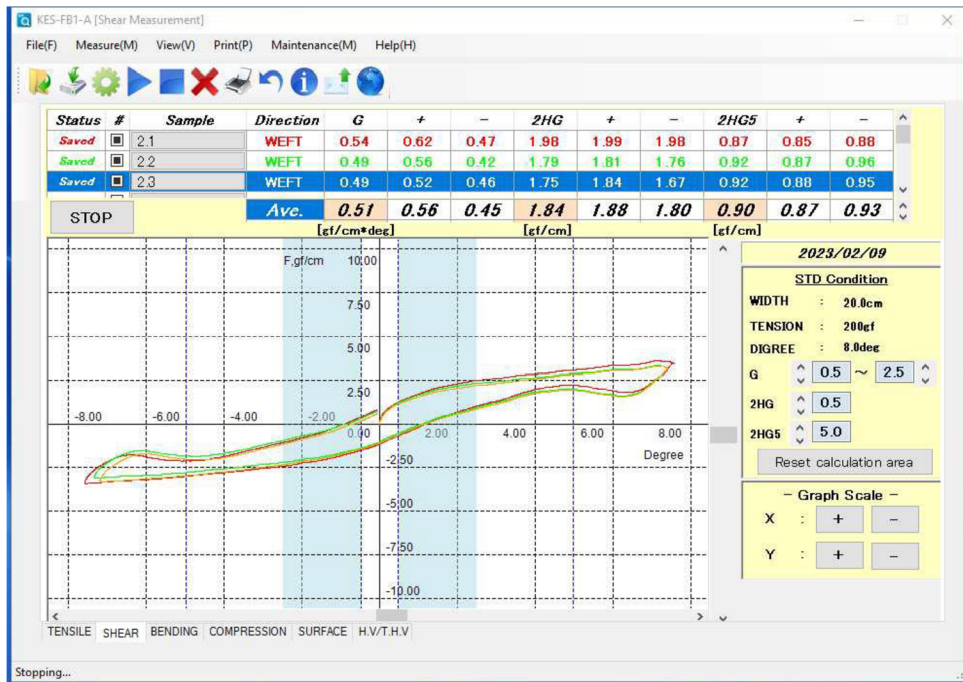 KES-FB1-A [Shear Measurement]
File(F) Measure(M) View(V) Print(P) Maintenance(M) Help(H)
Status # Sample Direction G + - 2HG + - 2HG5 + -
Saved 2.1 WEFT 0.54 0.62 0.47 1.98 1.99 1.98 0.87 0.85 0.88
Saved 2.2 WEFT 0.49 0.56 0.42 1.79 1.81 1.76 0.92 0.87 0.96
Saved 2.3 WEFT 0.49 0.52 0.46 1.75 1.84 1.67 0.92 0.88 0.95
STOP Ave. 0.51 0.56 0.45 1.84 1.88 1.80 0.90 0.87 0.93
[gf/cm*deg] [gf/cm] [gf/cm]
F,gf/cm 10.00
7.50
5.00
2.50
-8.00 -6.00 -4.00 -2.00 0.00 2.00 4.00 6.00 8.00
Degree
-2.50
-5.00
-7.50
-10.00
2023/02/09
STD Condition
WIDTH : 20.0cm
TENSION : 200gf
DIGREE : 8.0deg
G 0.5 ~ 2.5
2HG 0.5
2HG5 5.0
Reset calculation area
- Graph Scale -
X : + -
Y : + -
TENSILE SHEAR BENDING COMPRESSION SURFACE H.V/T.H.V
Stopping...